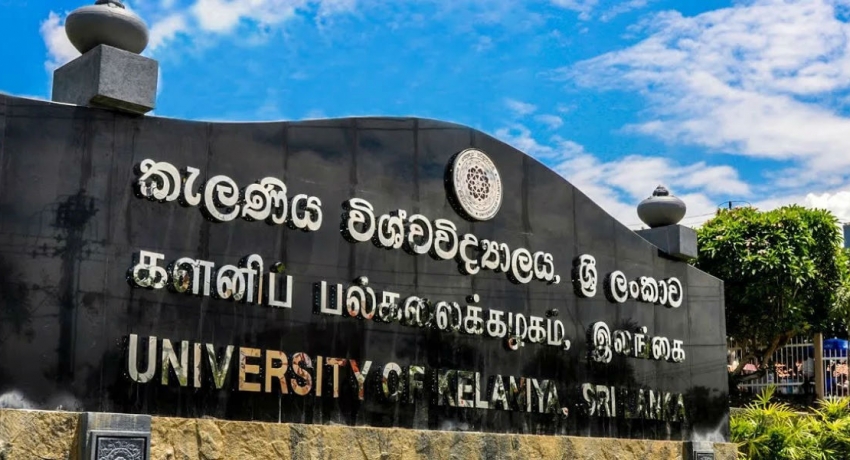 කැලණිය විශ්වවිද්‍යාලය, ශ්‍රී ලංකාව
களனிப் பல்கலைக்கழகம், இலங்கை
UNIVERSITY OF KELANIYA, SRI LANKA